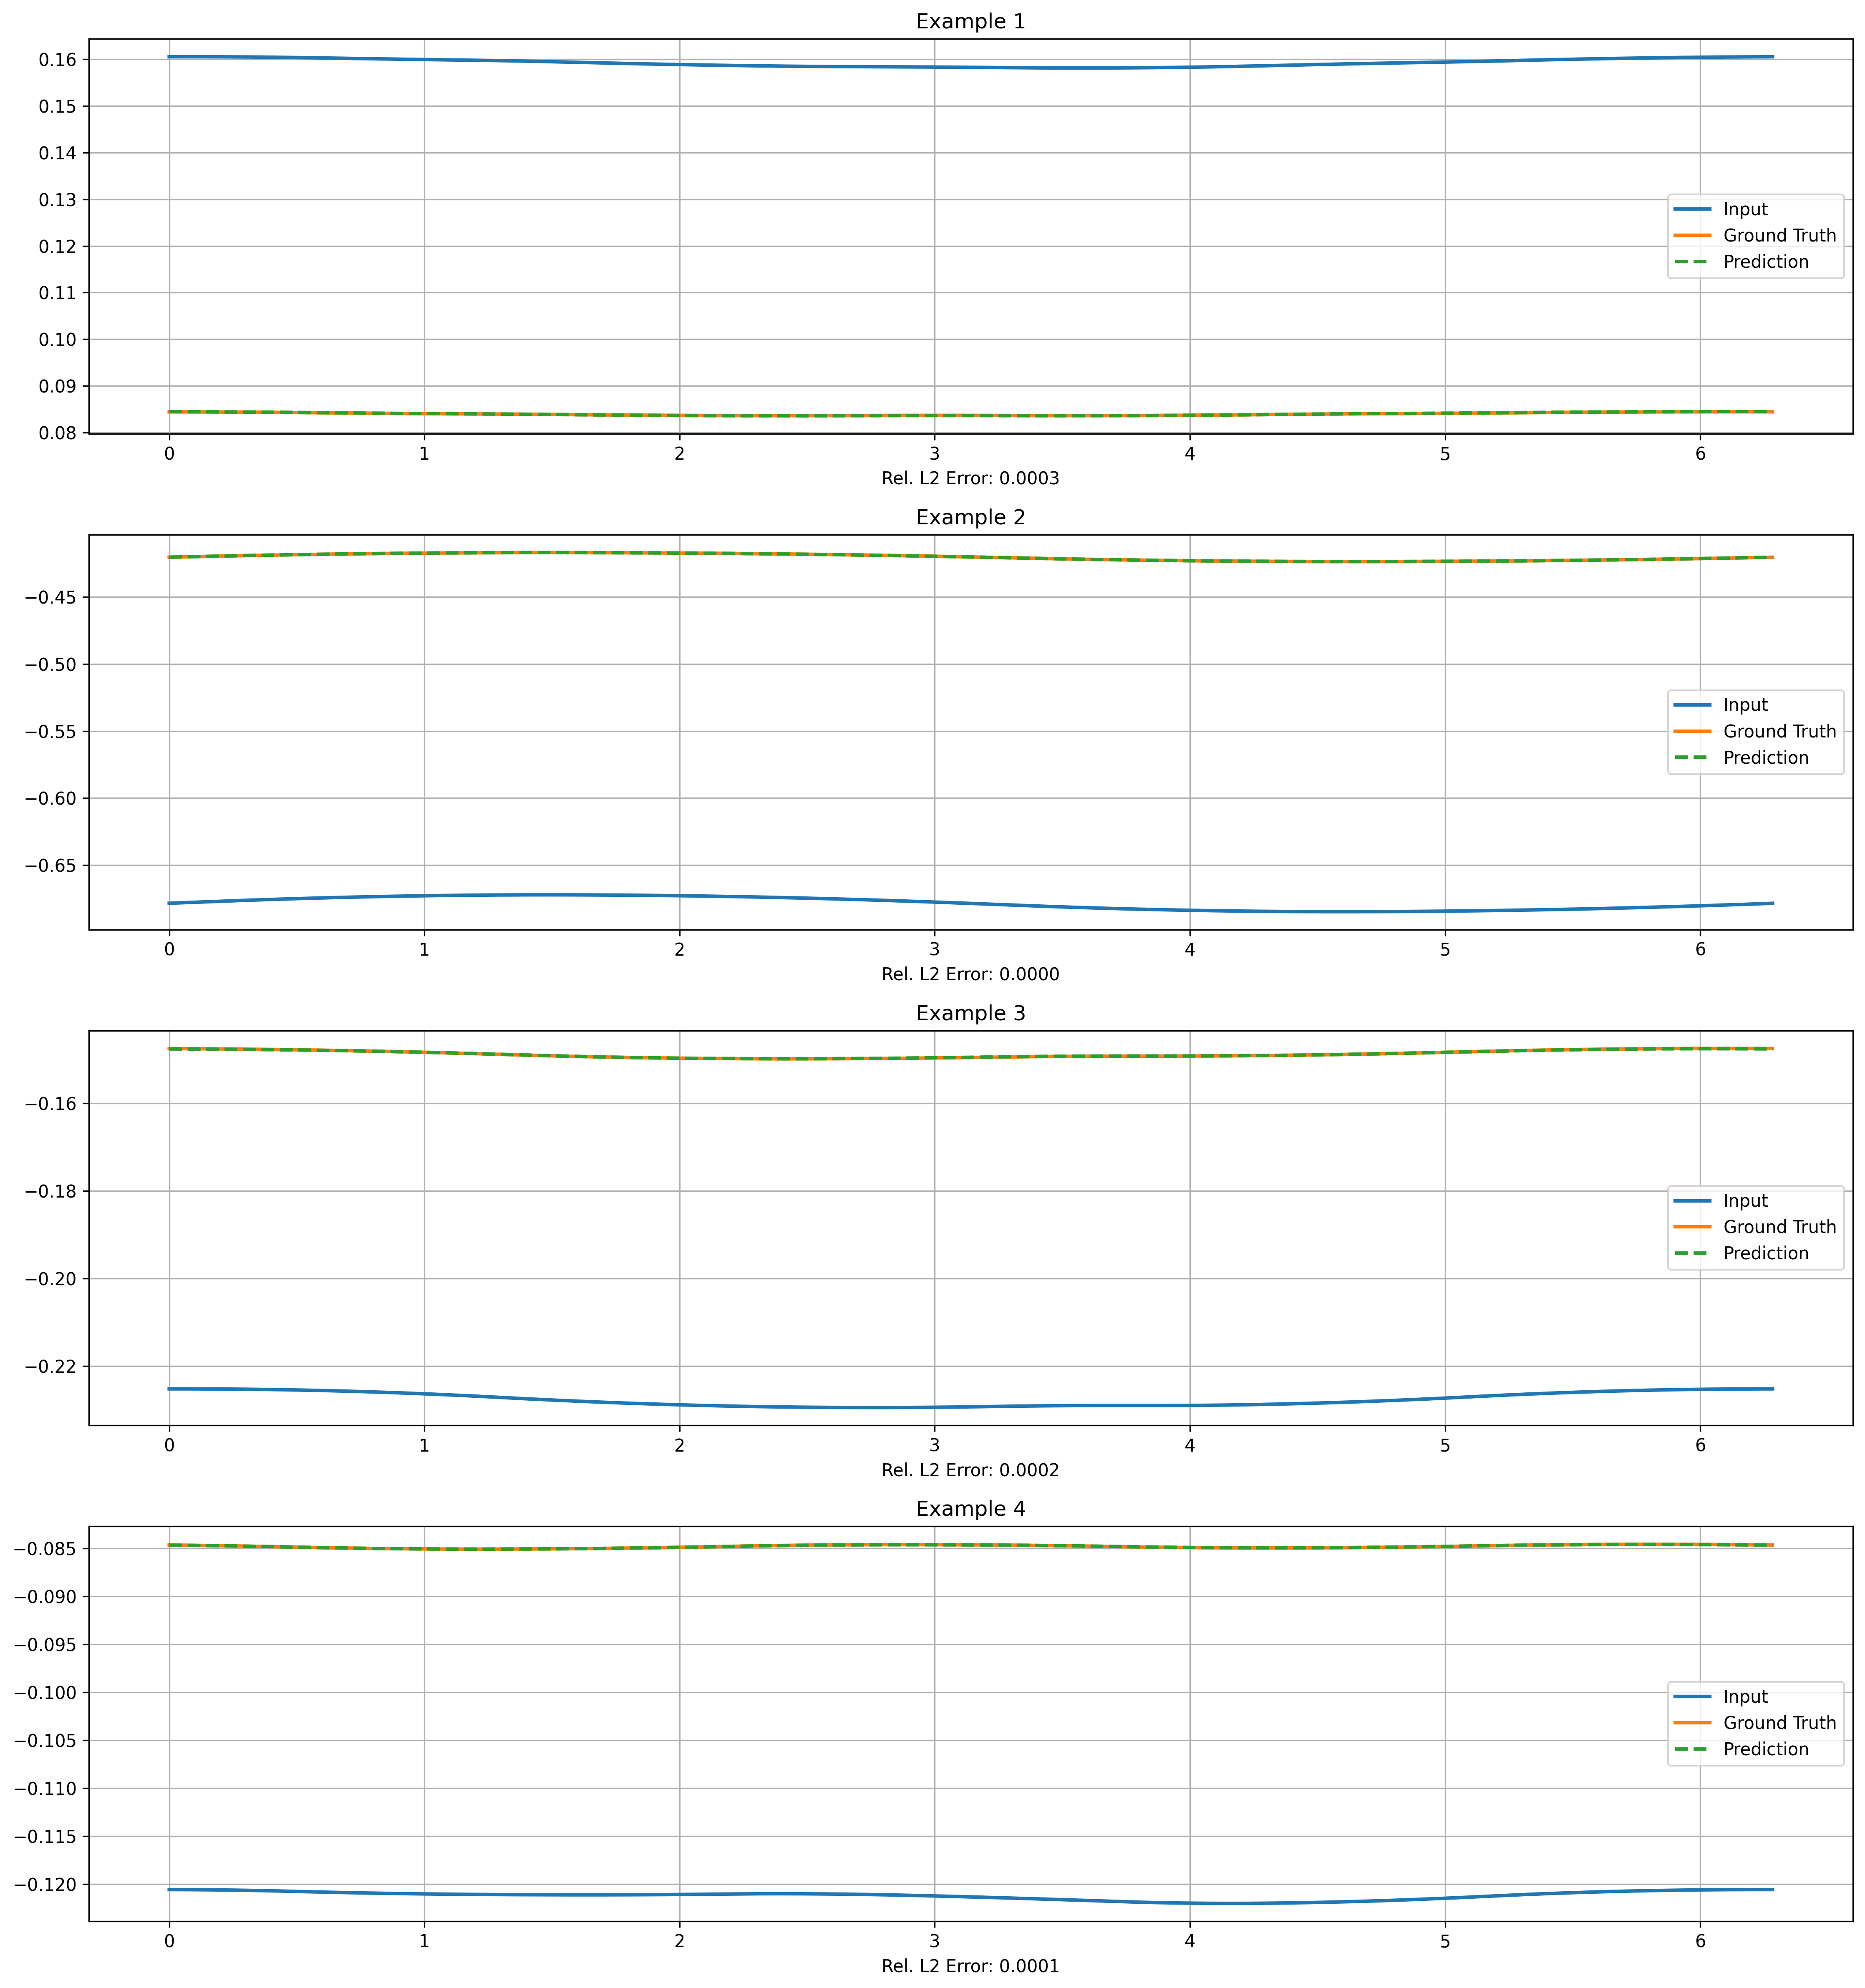 Example 1
0.16
0.15
0.14
0.13
0.12
0.11
0.10
0.09
0.08
Input
Ground Truth
Prediction
0 1 2 3 4 5 6
Rel. L2 Error: 0.0003
Example 2
−0.45
−0.50
−0.55
−0.60
−0.65
Input
Ground Truth
Prediction
0 1 2 3 4 5 6
Rel. L2 Error: 0.0000
Example 3
−0.16
−0.18
−0.20
−0.22
Input
Ground Truth
Prediction
0 1 2 3 4 5 6
Rel. L2 Error: 0.0002
Example 4
−0.085
−0.090
−0.095
−0.100
−0.105
−0.110
−0.115
−0.120
Input
Ground Truth
Prediction
0 1 2 3 4 5 6
Rel. L2 Error: 0.0001